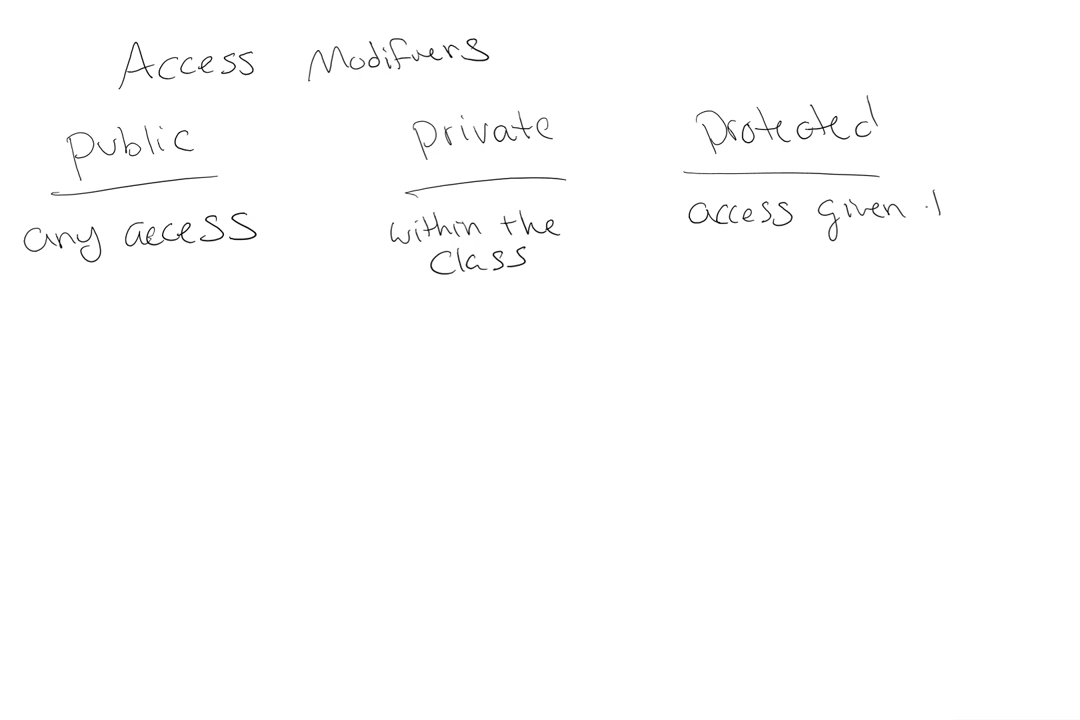 Access Modifiers
public
private
protected
any access
within the
class
access given